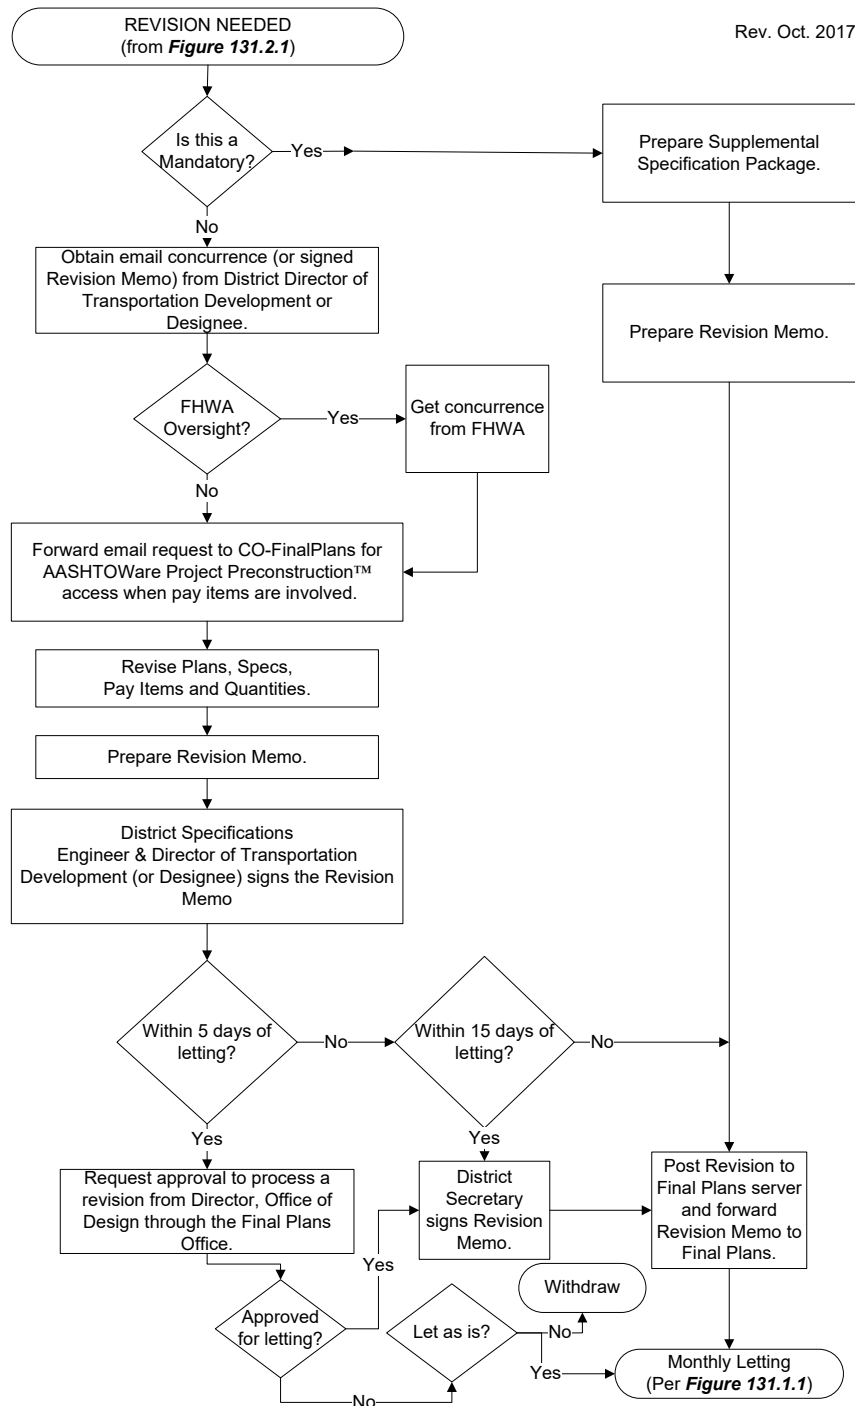 REVISION NEEDED
(from Figure 131.2.1)
Rev. Oct. 2017
Is this a
Mandatory?
Yes
Prepare Supplemental
Specification Package.
No
Obtain email concurrence (or signed
Revision Memo) from District Director of
Transportation Development or
Designee.
Prepare Revision Memo.
FHWA
Oversight?
Yes
Get concurrence
from FHWA
No
Forward email request to CO-FinalPlans for
AASHTOWare Project Preconstruction™
access when pay items are involved.
Revise Plans, Specs,
Pay Items and Quantities.
Prepare Revision Memo.
District Specifications
Engineer & Director of Transportation
Development (or Designee) signs the Revision
Memo
Within 5 days of
letting?
No
Within 15 days of
letting?
No
Yes
Yes
Request approval to process a
revision from Director, Office of
Design through the Final Plans
Office.
District
Secretary
signs Revision
Memo.
Post Revision to
Final Plans server
and forward
Revision Memo to
Final Plans.
Yes
Withdraw
Approved
for letting?
Let as is?
No
Yes
Monthly Letting
(Per Figure 131.1.1)
No